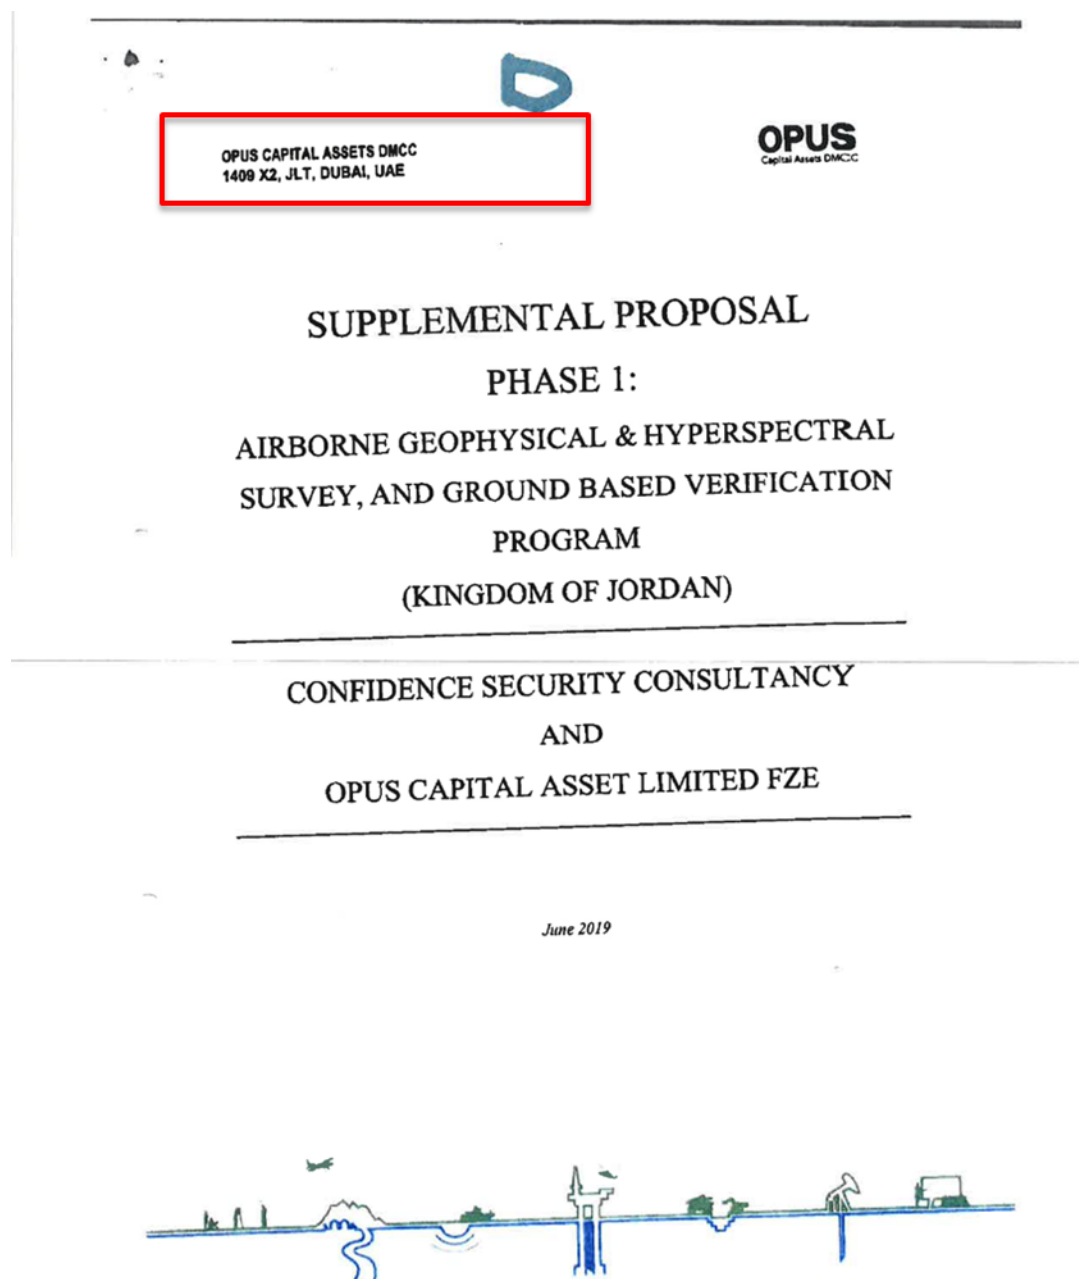 D
OPUS CAPITAL ASSETS DMCC
1409 X2, JLT, DUBAI, UAE
OPUS
Capital Assets DMCC
SUPPLEMENTAL PROPOSAL
PHASE 1:
AIRBORNE GEOPHYSICAL & HYPERSPECTRAL
SURVEY, AND GROUND BASED VERIFICATION
PROGRAM
(KINGDOM OF JORDAN)
CONFIDENCE SECURITY CONSULTANCY
AND
OPUS CAPITAL ASSET LIMITED FZE
June 2019